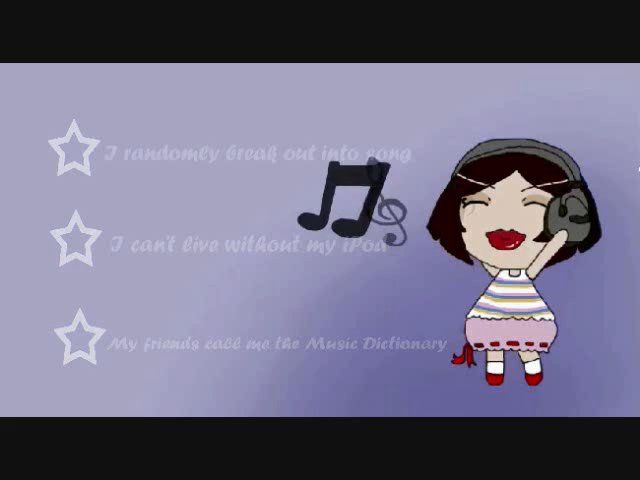 I randomly break out into song
I can't live without my iPod
My friends call me the Music Dictionary